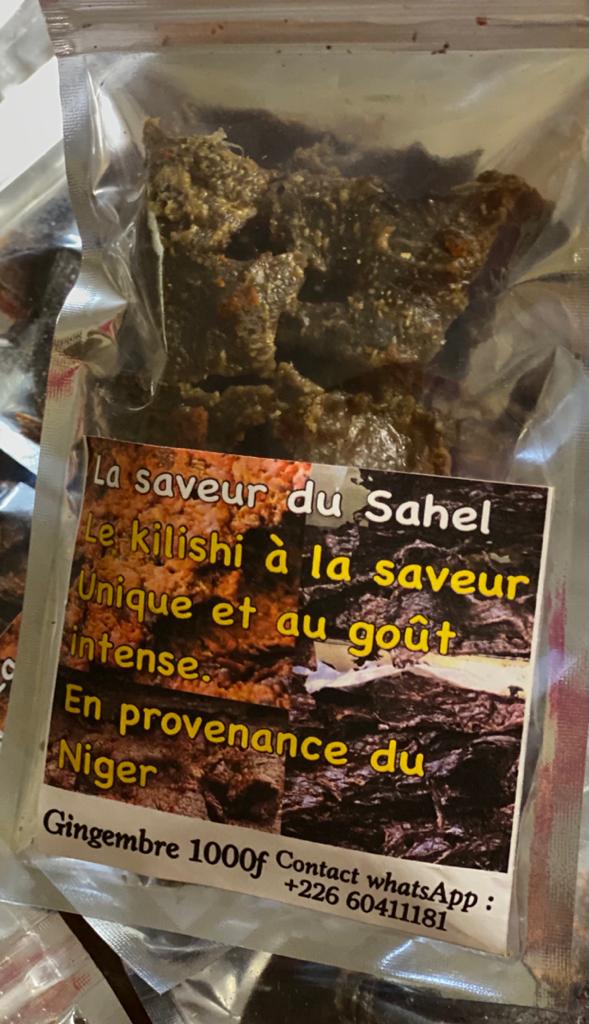 La saveur du Sahel
Le kilishi à la saveur
Unique et au goût
intense.
En provenance du
Niger
Gingembre 1000f
Contact whatsApp :
+226 60411181